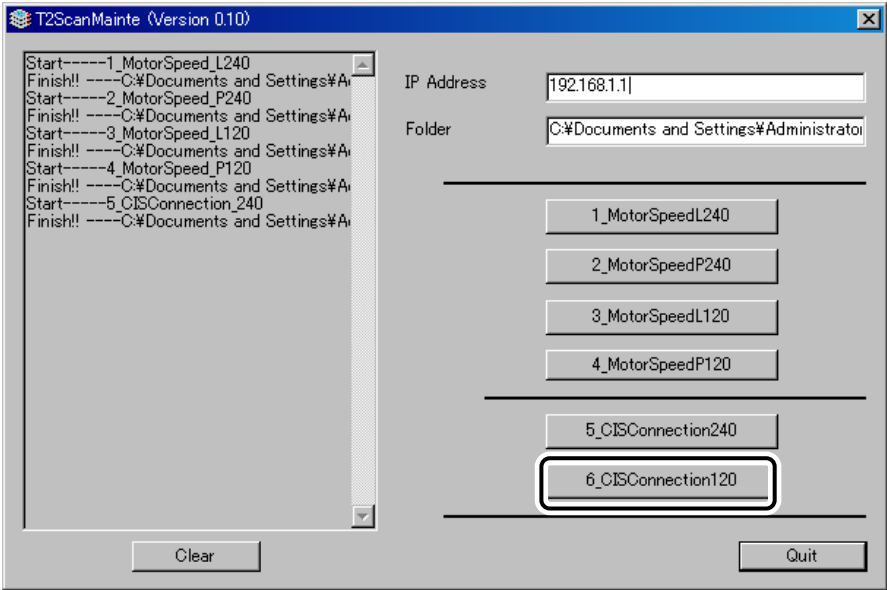 T2ScanMainte (Version 0.10)
Start-----1_MotorSpeed_L240
Finish!! ----C:¥Documents and Settings¥A
Start-----2_MotorSpeed_P240
Finish!! ----C:¥Documents and Settings¥A
Start-----3_MotorSpeed_L120
Finish!! ----C:¥Documents and Settings¥A
Start-----4_MotorSpeed_P120
Finish!! ----C:¥Documents and Settings¥A
Start-----5_CISConnection_240
Finish!! ----C:¥Documents and Settings¥A
Clear
IP Address
192.168.1.1
Folder
C:¥Documents and Settings¥Administrator
1_MotorSpeedL240
2_MotorSpeedP240
3_MotorSpeedL120
4_MotorSpeedP120
5_CISConnection240
6_CISConnection120
Quit